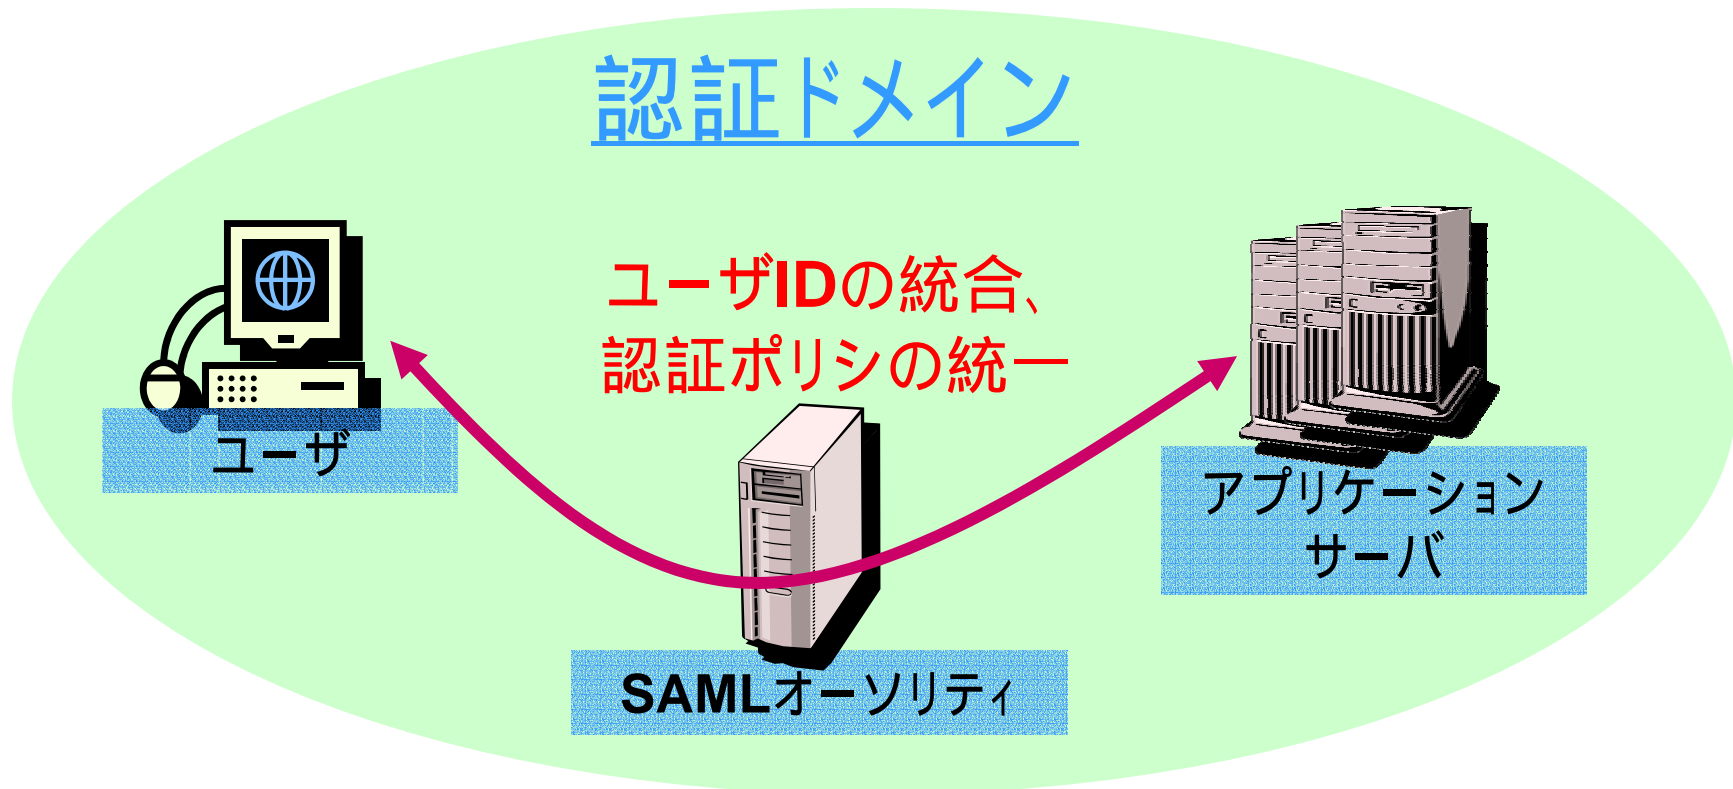 認証ドメイン
ユーザIDの統合、
認証ポリシの統一
ユーザ
アプリケーション
サーバ
SAMLオーソリティ